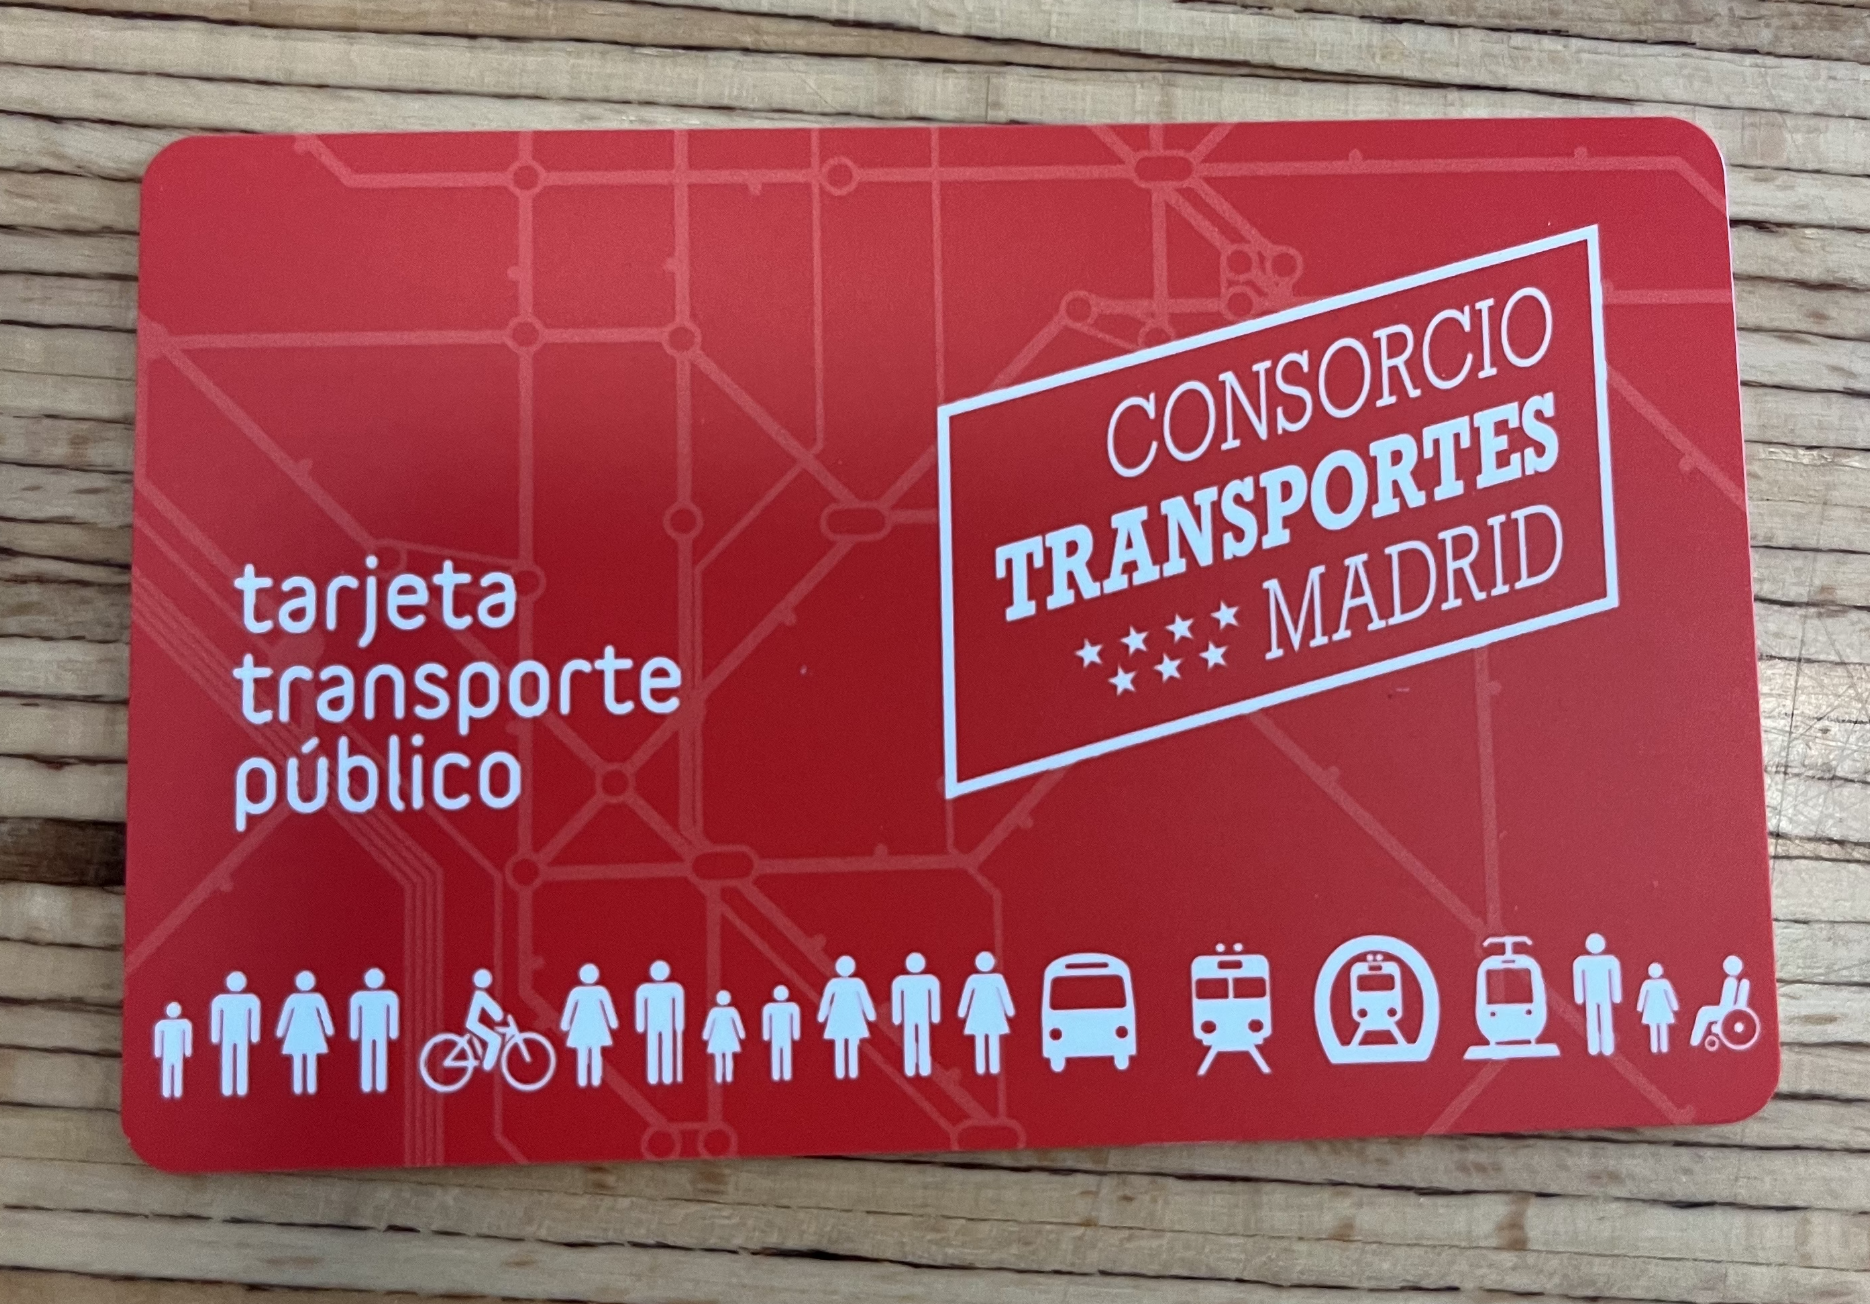 tarjeta
transporte
público
CONSORCIO
TRANSPORTES
MADRID